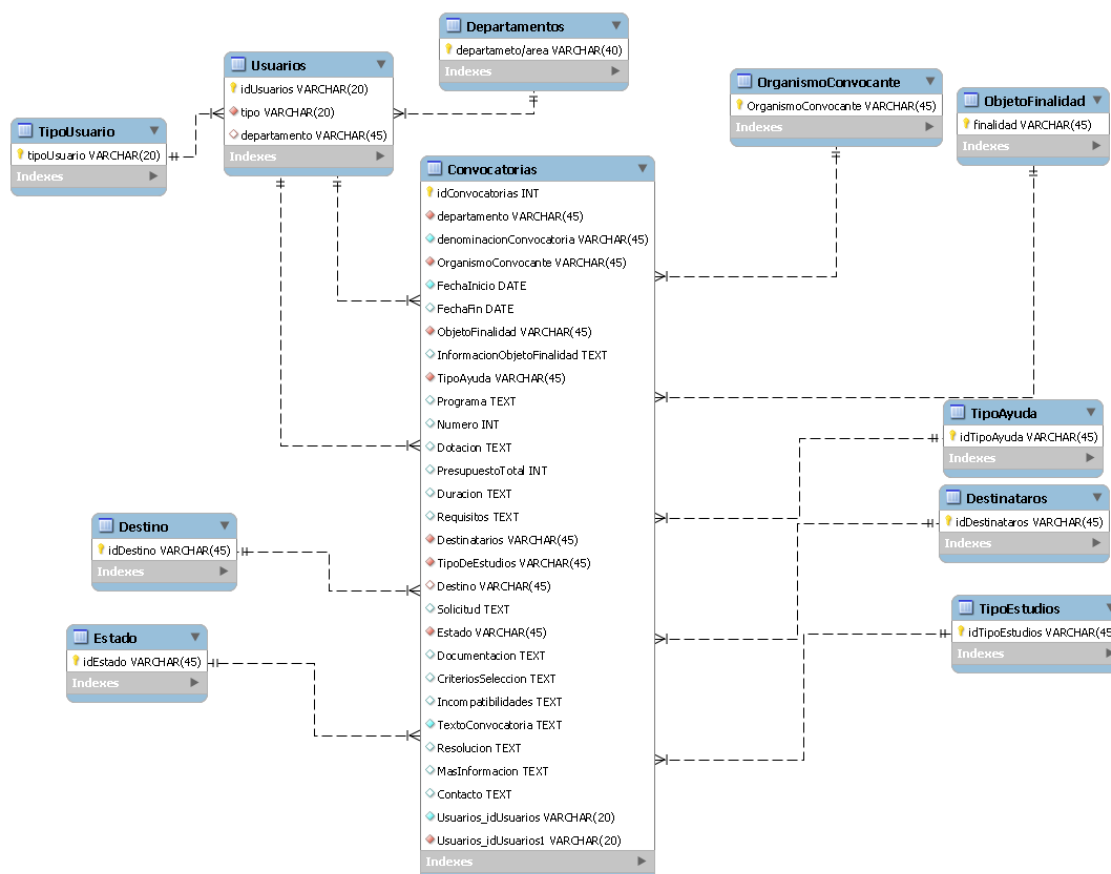 Departamentos
departameto/area VARCHAR(40)
Indexes
Usuarios
idUsuarios VARCHAR(20)
tipo VARCHAR(20)
departamento VARCHAR(45)
Indexes
OrganismoConvocante
OrganismoConvocante VARCHAR(45)
Indexes
ObjetoFinalidad
finalidad VARCHAR(45)
Indexes
TipoUsuario
tipoUsuario VARCHAR(20)
Indexes
Convocatorias
idConvocatorias INT
departamento VARCHAR(45)
denominacionConvocatoria VARCHAR(45)
OrganismoConvocante VARCHAR(45)
FechaInicio DATE
FechaFin DATE
ObjetoFinalidad VARCHAR(45)
InformacionObjetoFinalidad TEXT
TipoAyuda VARCHAR(45)
Programa TEXT
Numero INT
Dotacion TEXT
PresupuestoTotal INT
Duracion TEXT
Requisitos TEXT
Destinatarios VARCHAR(45)
TipoDeEstudios VARCHAR(45)
Destino VARCHAR(45)
Solicitud TEXT
Estado VARCHAR(45)
Documentacion TEXT
CriteriosSeleccion TEXT
Incompatibilidades TEXT
TextoConvocatoria TEXT
Resolucion TEXT
MasInformacion TEXT
Contacto TEXT
Usuarios_idUsuarios VARCHAR(20)
Usuarios_idUsuarios1 VARCHAR(20)
Indexes
TipoAyuda
idTipoAyuda VARCHAR(45)
Indexes
Destinataros
idDestinataros VARCHAR(45)
Indexes
TipoEstudios
idTipoEstudios VARCHAR(45
Indexes
Destino
idDestino VARCHAR(45)
Indexes
Estado
idEstado VARCHAR(45)
Indexes